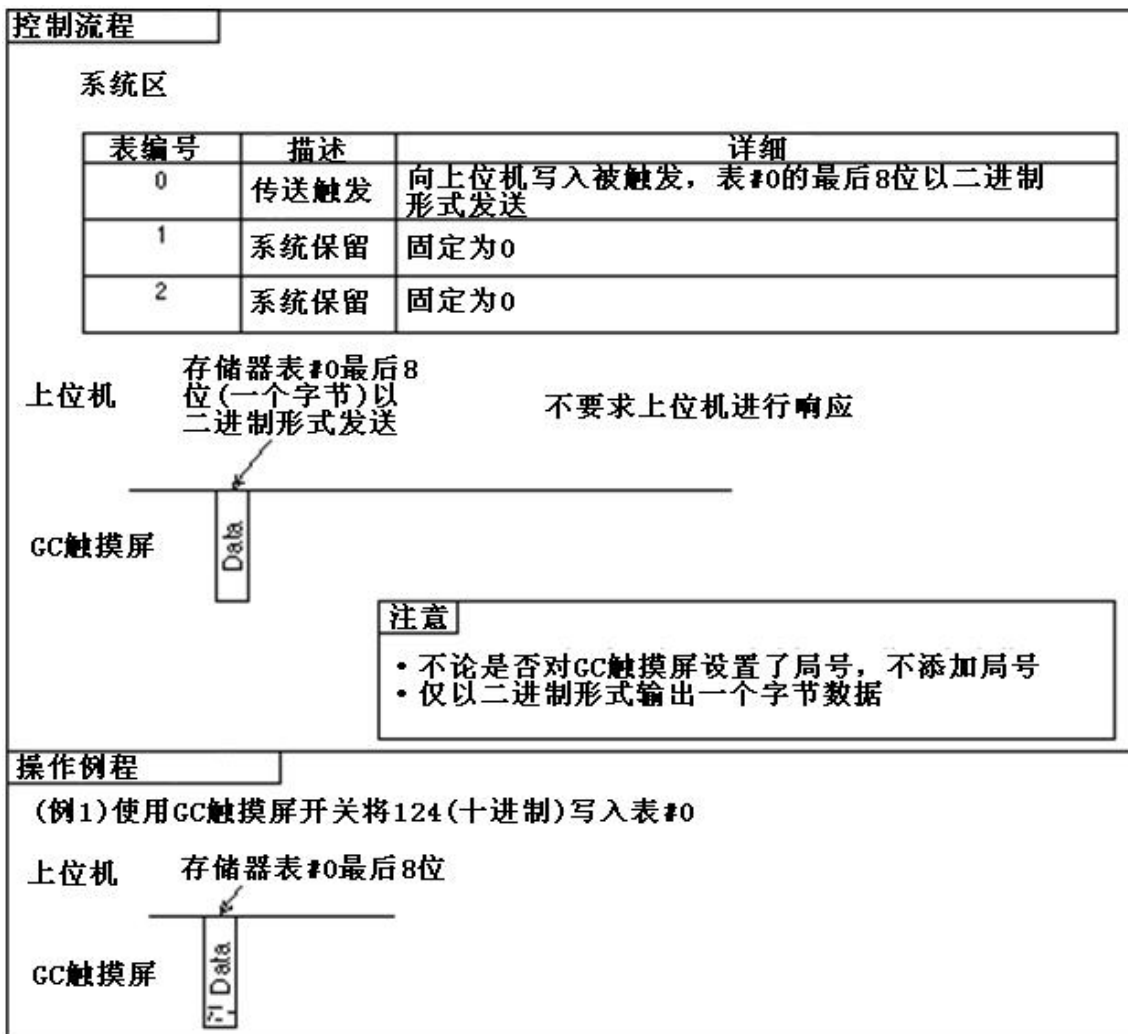 控制流程
系统区
表编号 描述 详细
0 传送触发 向上位机写入被触发，表#0的最后8位以二进制
形式发送
1 系统保留 固定为0
2 系统保留 固定为0
存储器表#0最后8
位(一个字节)以
二进制形式发送
上位机
不要求上位机进行响应
Data
GC触摸屏
注意
•不论是否对GC触摸屏设置了局号，不添加局号
•仅以二进制形式输出一个字节数据
操作例程
(例1)使用GC触摸屏开关将124(十进制)写入表#0
上位机 存储器表#0最后8位
GC触摸屏
Data